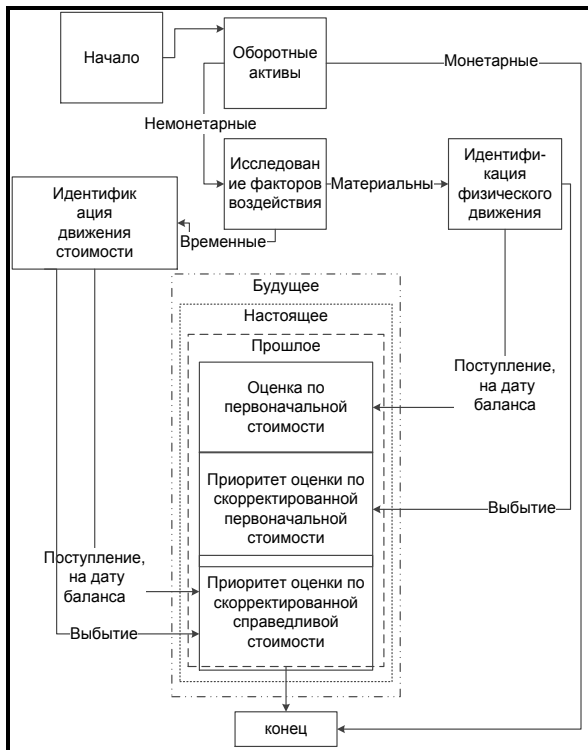 Начало
Оборотные
активы
Монетарные
Немонетарные
Исследован
ие факторов
воздействия
Материальны
Идентифи-
кация
физического
движения
Идентифик
ация
движения
стоимости
Временные
Будущее
Настоящее
Прошлое
Оценка по
первоначальной
стоимости
Поступление,
на дату
баланса
Приоритет оценки по
скорректированной
первоначальной
стоимости
Выбытие
Поступление,
на дату
баланса
Приоритет оценки по
скорректированной
справедливой
стоимости
Выбытие
конец